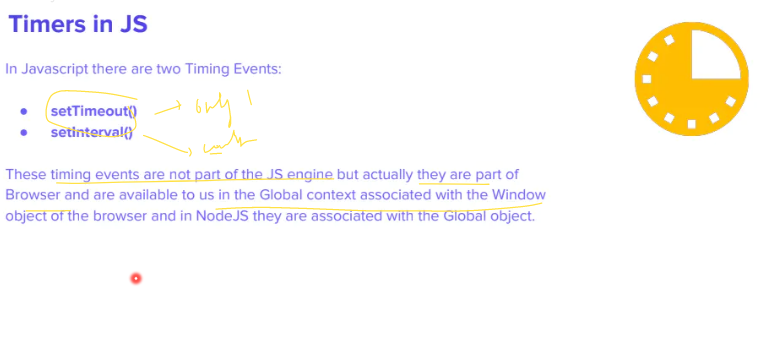 Timers in JS
In Javascript there are two Timing Events:
setTimeout()
only 1
setInterval()
These timing events are not part of the JS engine but actually they are part of
Browser and are available to us in the Global context associated with the Window
object of the browser and in NodeJS they are associated with the Global object.